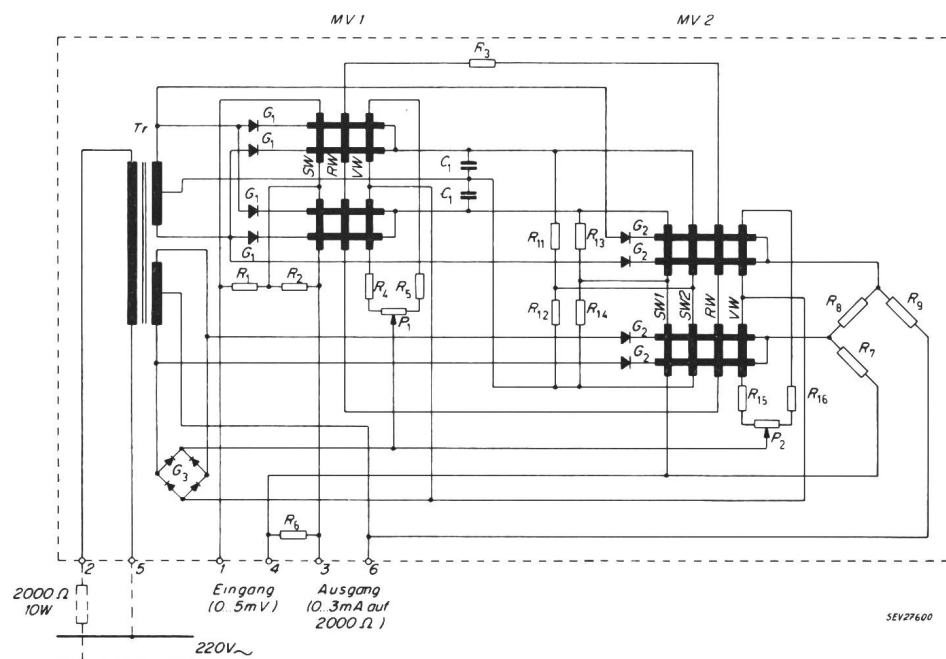 MV 1
MV 2
R3
Tr
G1
G1
G1
G1
SW
RW
VW
C1
C1
R1
R2
R4
R5
P1
R11
R13
R12
R14
G2
G2
G2
G2
SW1
SW2
RW
VW
R8
R9
R7
R15
R16
P2
G3
R6
2
5
1
4
3
6
2000 Ω
10W
Eingang
(0...5mV)
Ausgang
(0...3mA auf
2000 Ω)
220V~
SEV27600